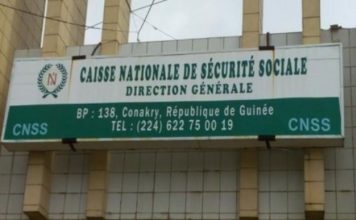 CAISSE NATIONALE DE SÉCURITÉ SOCIALE
DIRECTION GÉNÉRALE
BP : 138, Conakry, République de Guinée
TEL : (224) 622 75 00 19
CNSS CNSS